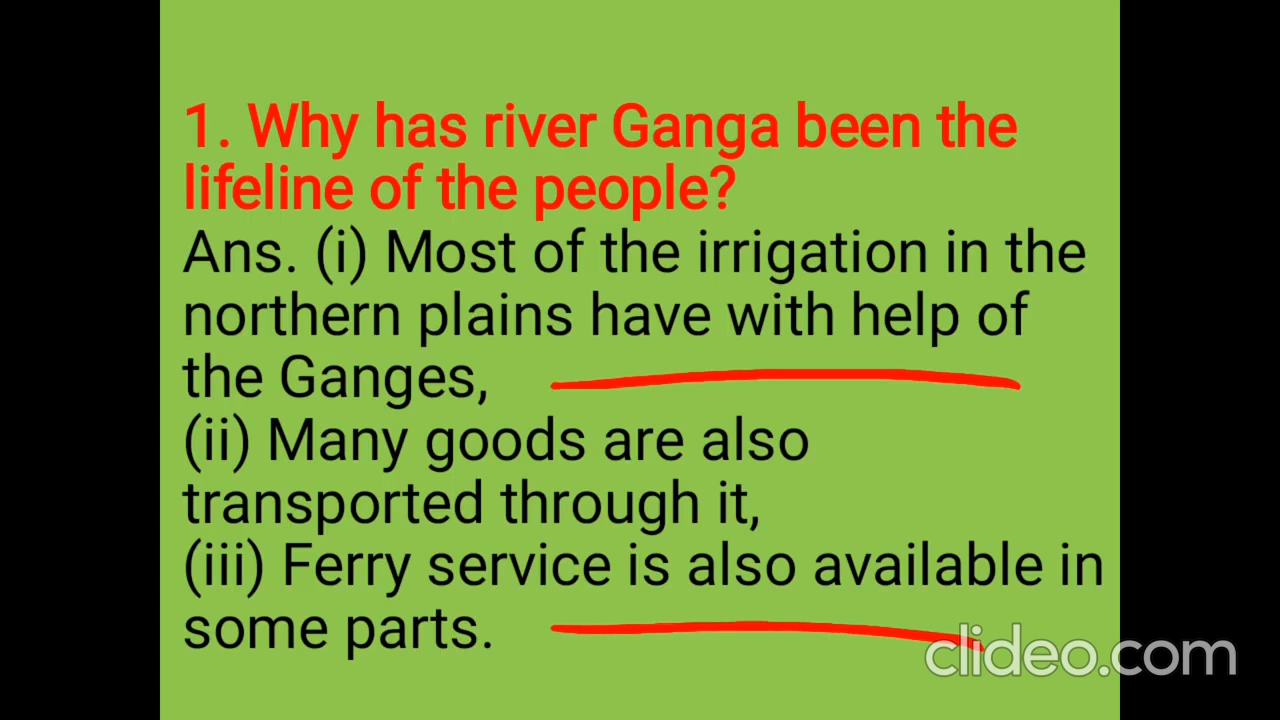 1. Why has river Ganga been the
lifeline of the people?
Ans. (i) Most of the irrigation in the
northern plains have with help of
the Ganges,
(ii) Many goods are also
transported through it,
(iii) Ferry service is also available in
some parts.
clideo.com